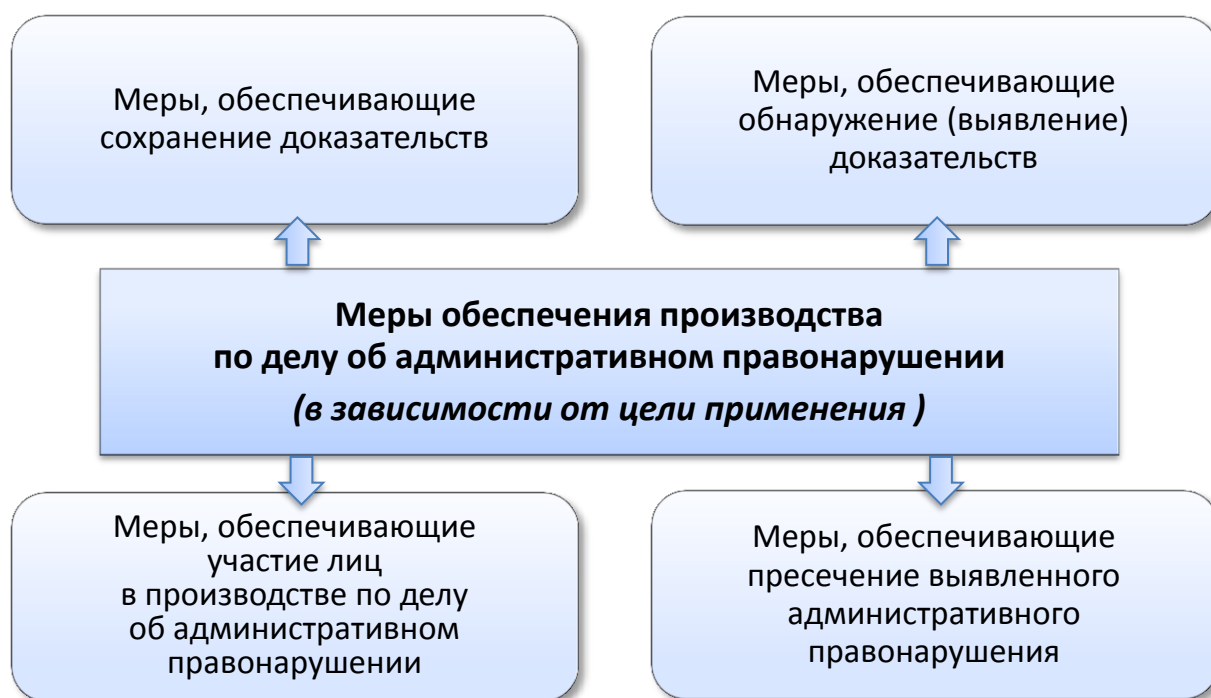 Меры, обеспечивающие
сохранение доказательств
Меры, обеспечивающие
обнаружение (выявление)
доказательств
Меры обеспечения производства
по делу об административном правонарушении
(в зависимости от цели применения )
Меры, обеспечивающие
участие лиц
в производстве по делу
об административном
правонарушении
Меры, обеспечивающие
пресечение выявленного
административного
правонарушения